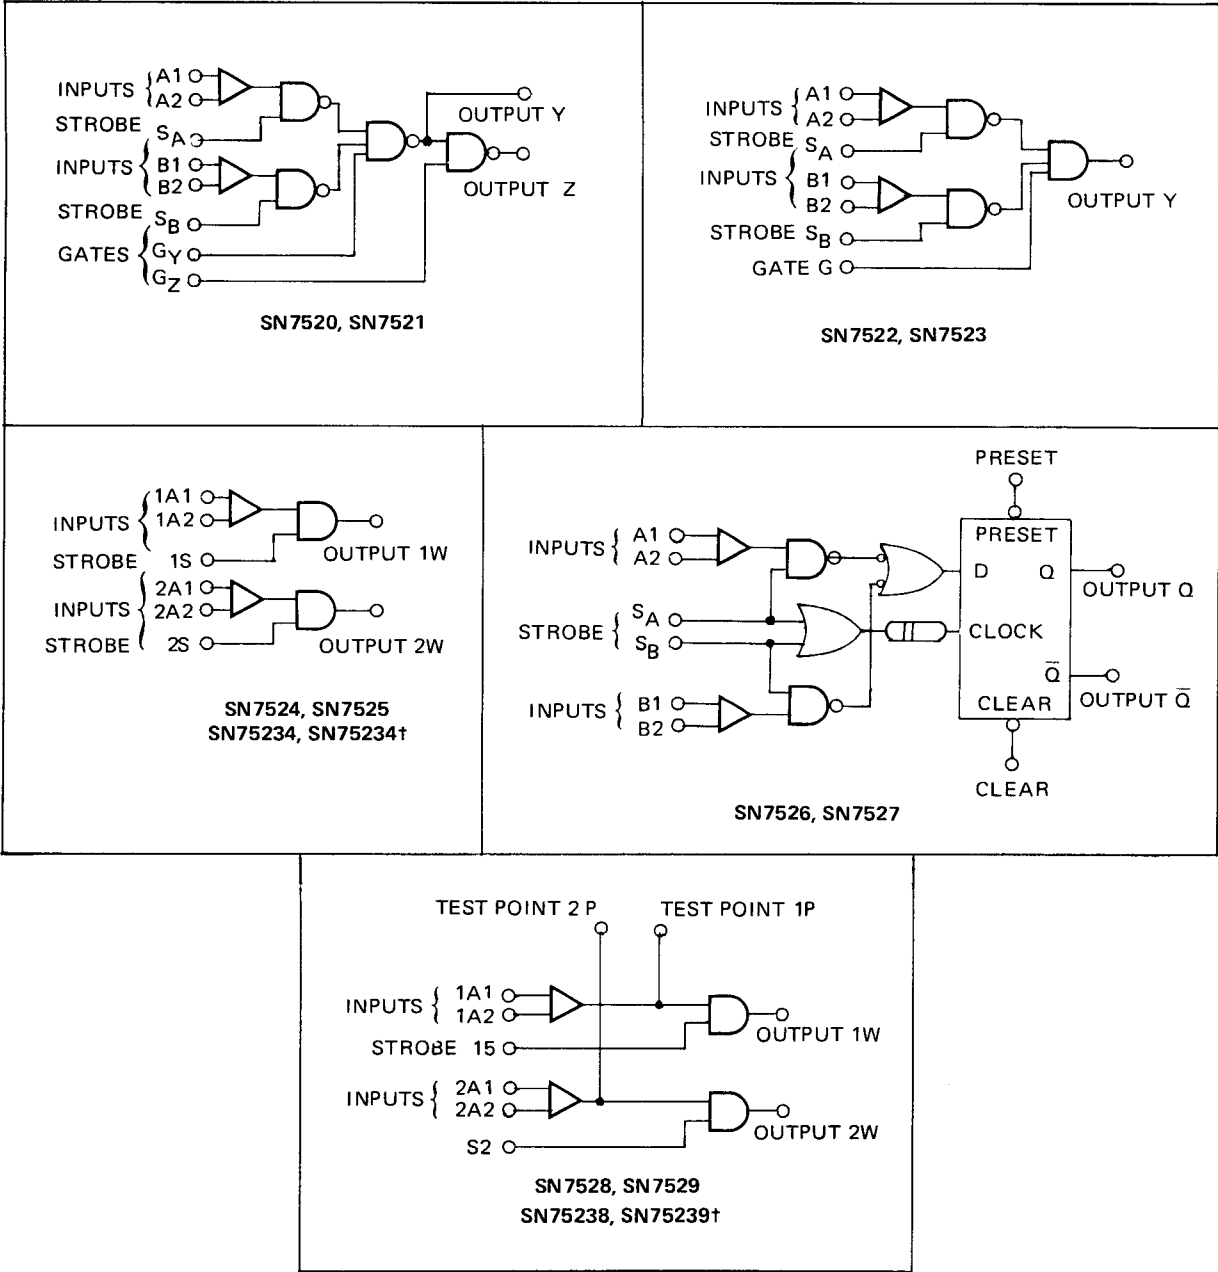 INPUTS { A1
A2
STROBE SA
INPUTS { B1
B2
STROBE SB
GATES { GY
GZ
OUTPUT Y
OUTPUT Z
SN7520, SN7521
INPUTS { A1
A2
STROBE SA
INPUTS { B1
B2
STROBE SB
GATE G
OUTPUT Y
SN7522, SN7523
INPUTS { 1A1
1A2
STROBE 1S
INPUTS { 2A1
2A2
STROBE 2S
OUTPUT 1W
OUTPUT 2W
SN7524, SN7525
SN75234, SN75234†
PRESET
INPUTS { A1
A2
STROBE { SA
SB
INPUTS { B1
B2
PRESET
D Q
CLOCK
Q̅
CLEAR
OUTPUT Q
OUTPUT Q̅
CLEAR
SN7526, SN7527
TEST POINT 2 P TEST POINT 1P
INPUTS { 1A1
1A2
STROBE 15
INPUTS { 2A1
2A2
S2
OUTPUT 1W
OUTPUT 2W
SN7528, SN7529
SN75238, SN75239†